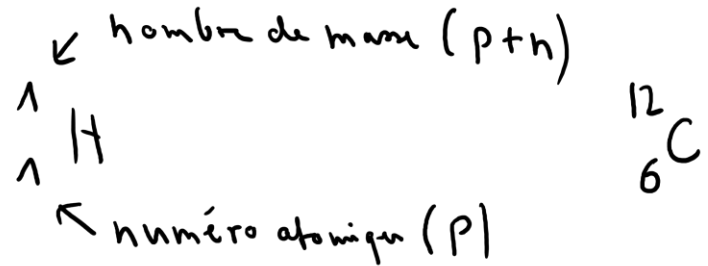 nombre de masse (p+n)
1
H
1
numéro atomique (p)
12
C
6